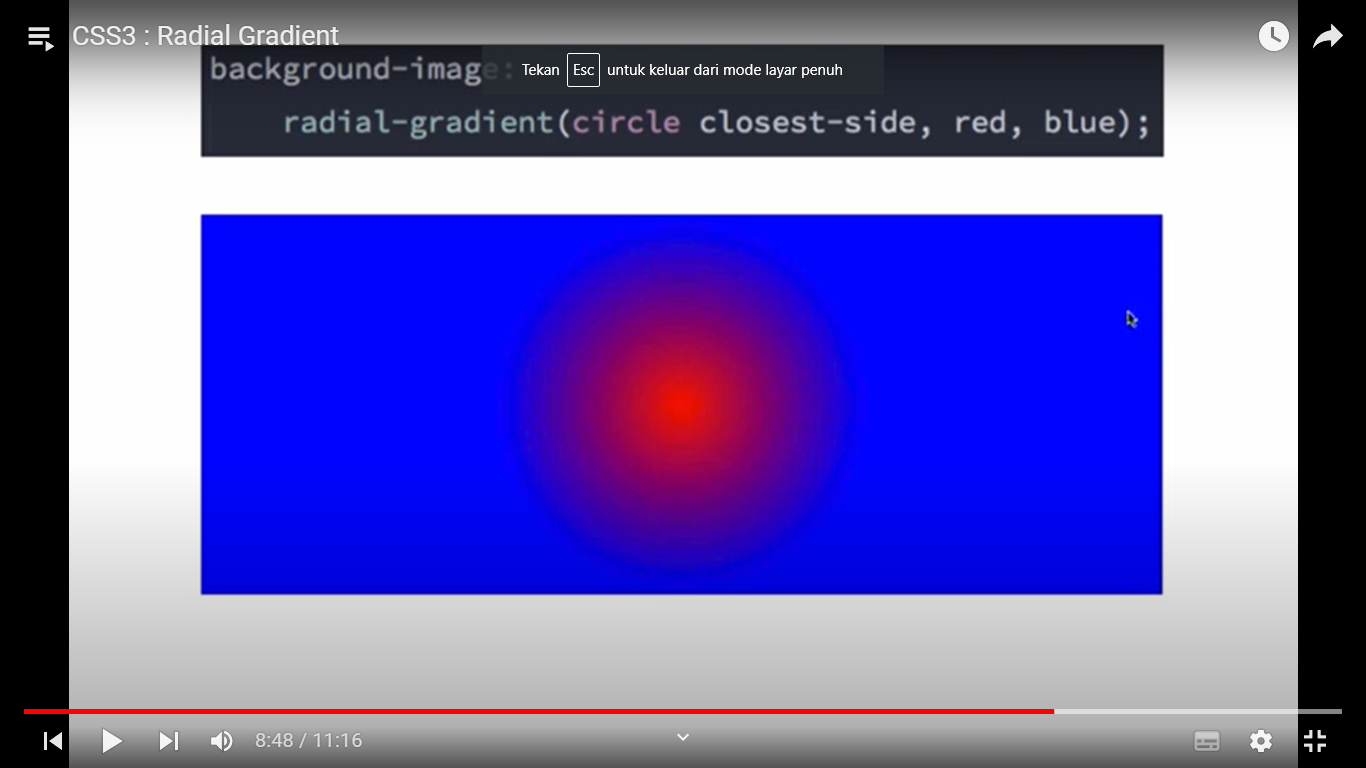 CSS3 : Radial Gradient
Tekan Esc untuk keluar dari mode layar penuh
background-image:
radial-gradient(circle closest-side, red, blue);
8:48 / 11:16